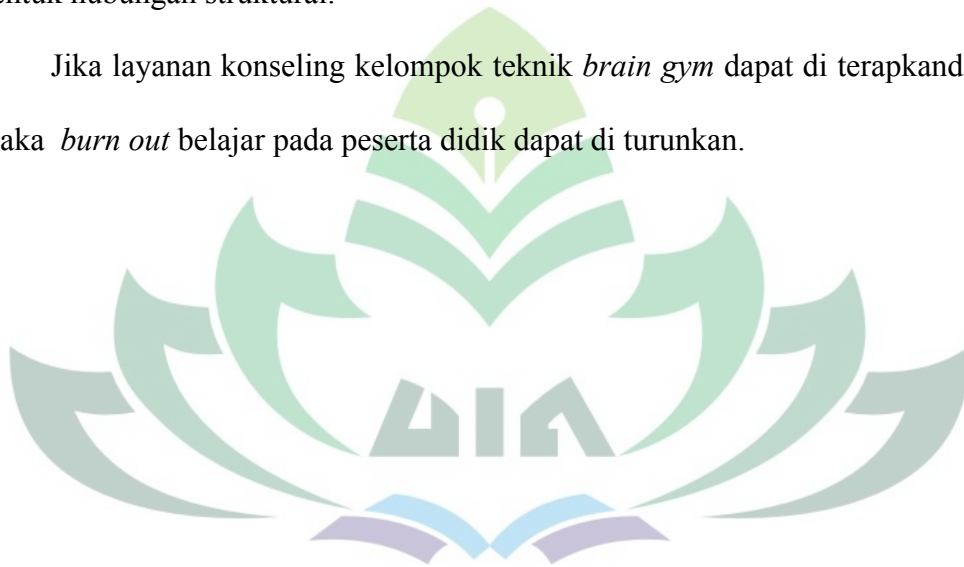 Jika layanan konseling kelompok teknik brain gym dapat di terapkand
aka burn out belajar pada peserta didik dapat di turunkan.
UIN